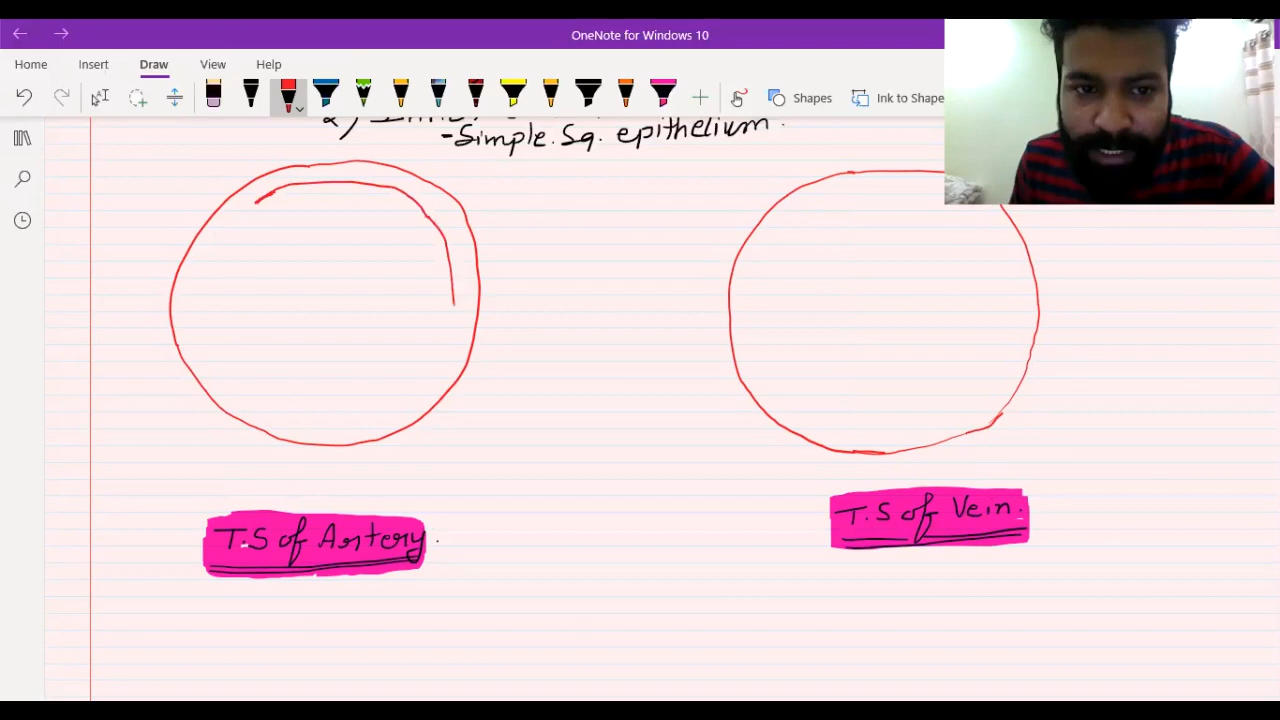 OneNote for Windows 10
Home Insert Draw View Help
Shapes Ink to Shape
2)
-Simple. Sq. epithelium.
T.S of Artery.
T.S of Vein.